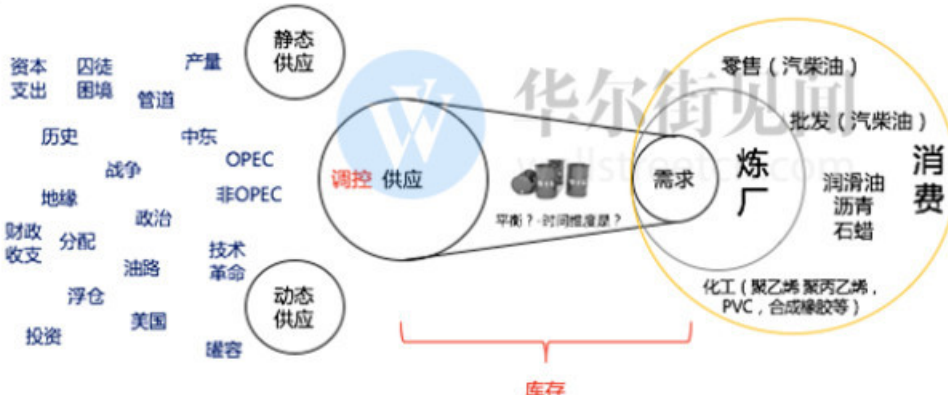 静态
供应
产量
资本
支出
囚徒
困境
管道
历史
中东
战争
OPEC
地缘
非OPEC
政治
财政
收支
分配
技术
革命
油路
浮仓
动态
供应
美国
投资
罐容
调控 供应
平衡？-时间维度是？
需求
炼
厂
零售（汽柴油）
批发（汽柴油）
润滑油
沥青
石蜡
消
费
化工（聚乙烯 聚丙乙烯，
PVC，合成橡胶等）
库存
华尔街见闻